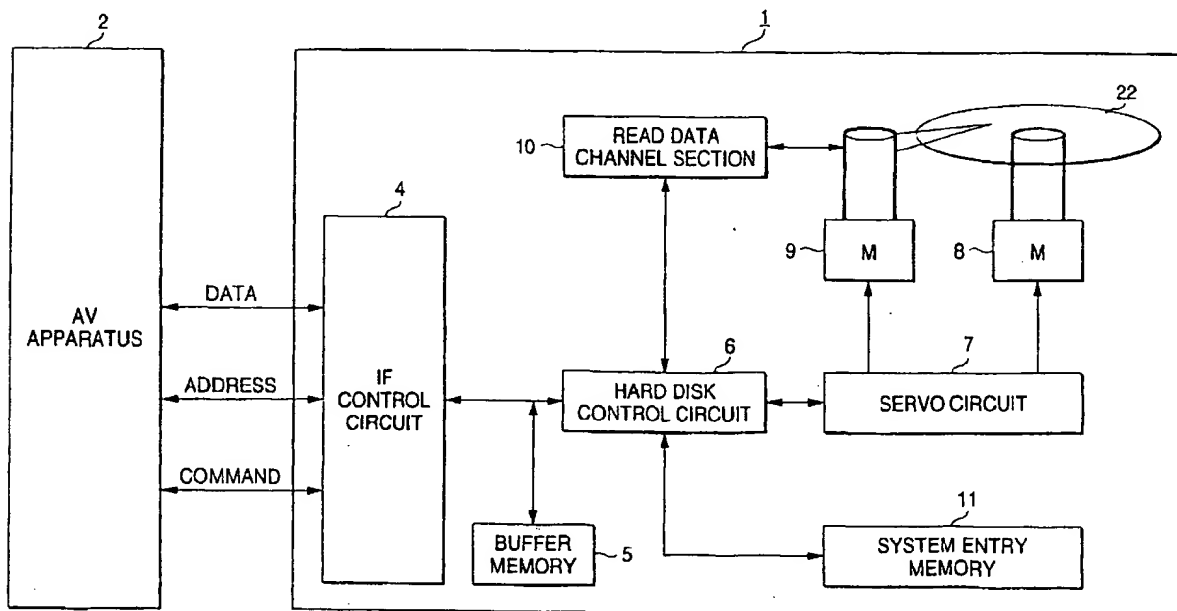 2
1
22
10
READ DATA
CHANNEL SECTION
4
9
M
8
M
DATA
AV
APPARATUS
6
7
ADDRESS
IF
CONTROL
CIRCUIT
HARD DISK
CONTROL CIRCUIT
SERVO CIRCUIT
COMMAND
11
BUFFER
MEMORY
5
SYSTEM ENTRY
MEMORY